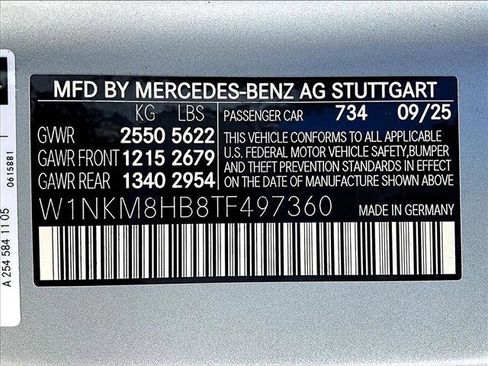 MFD BY MERCEDES-BENZ AG STUTTGART
KG LBS
GVWR 2550 5622
GAWR FRONT 1215 2679
GAWR REAR 1340 2954
PASSENGER CAR 734 09/25
THIS VEHICLE CONFORMS TO ALL APPLICABLE
U.S. FEDERAL MOTOR VEHICLE SAFETY,BUMPER
AND THEFT PREVENTION STANDARDS IN EFFECT
ON THE DATE OF MANUFACTURE SHOWN ABOVE
W1NKM8HB8TF497360 MADE IN GERMANY
A 254 584 11 05
0615881